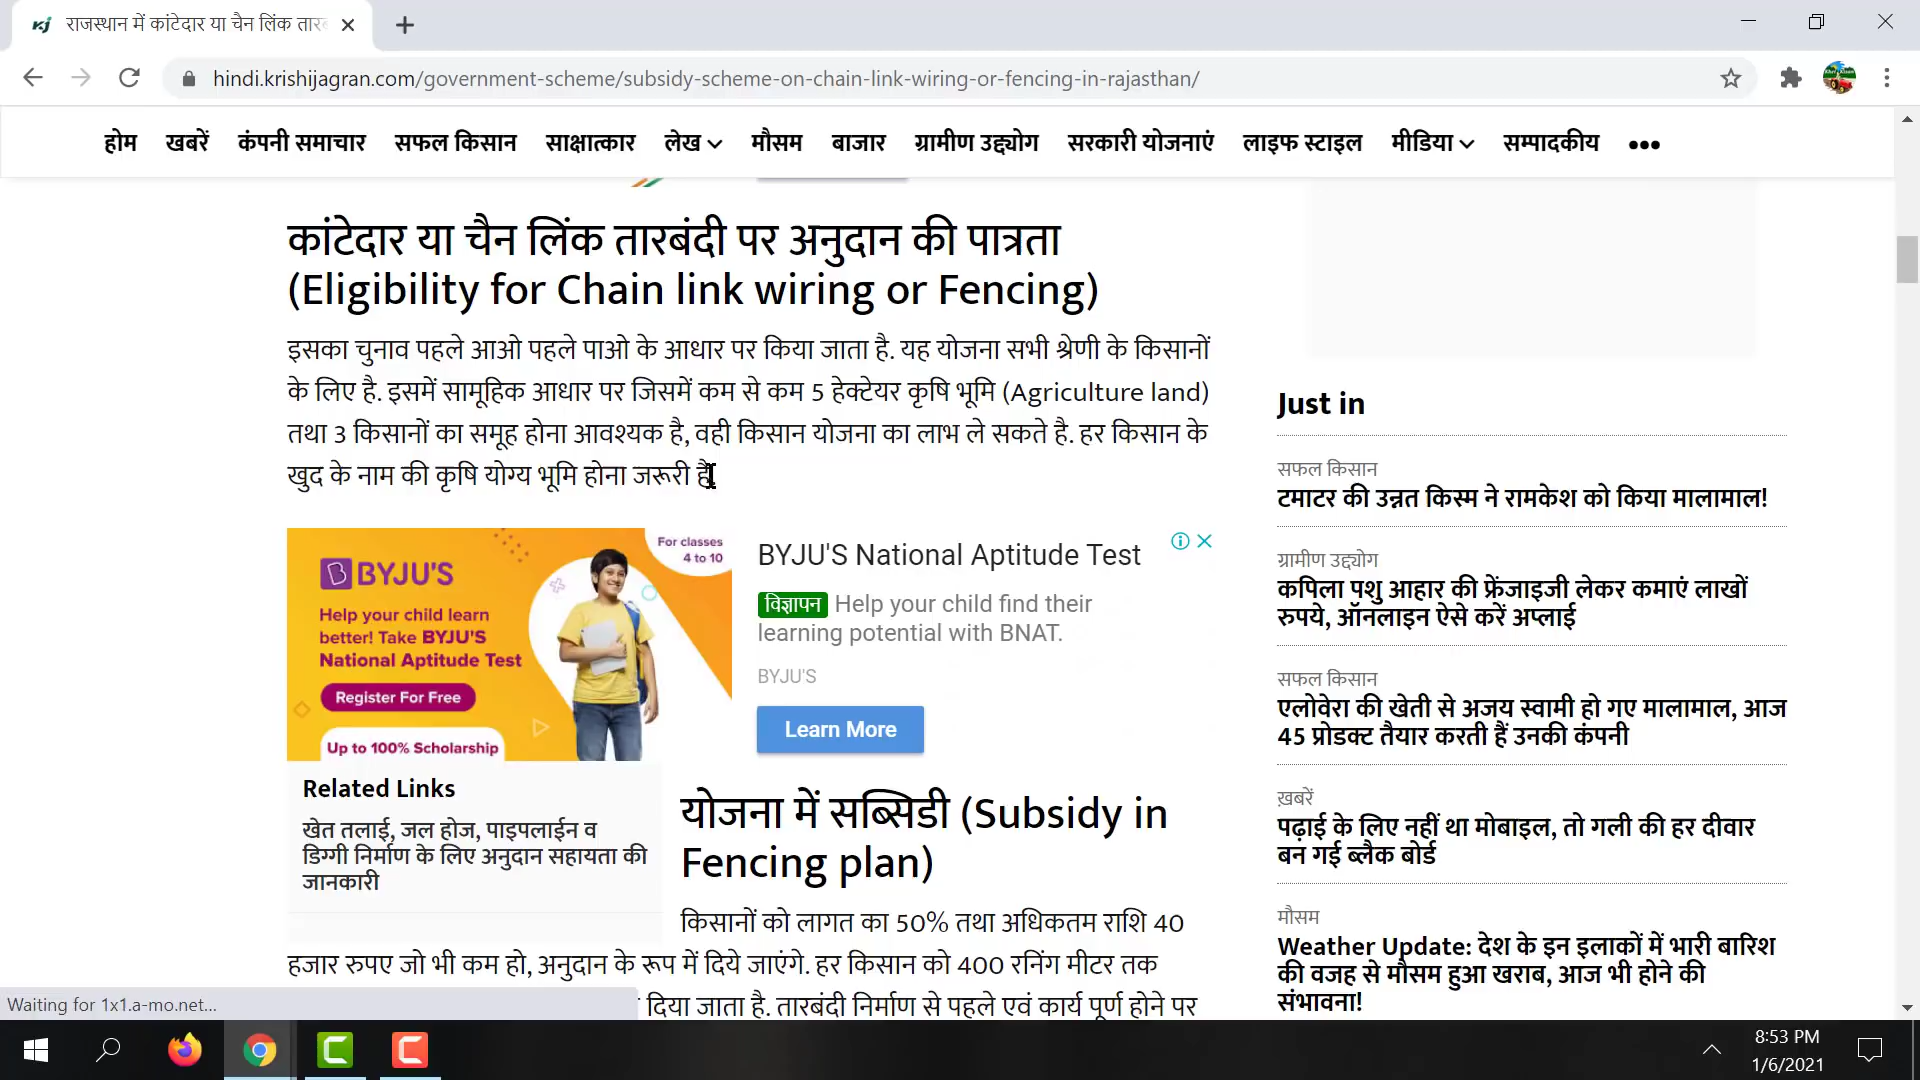 राजस्थान में कांटेदार या चैन लिंक तारब
hindi.krishijagran.com/government-scheme/subsidy-scheme-on-chain-link-wiring-or-fencing-in-rajasthan/
होम खबरें कंपनी समाचार सफल किसान साक्षात्कार लेख मौसम बाजार ग्रामीण उद्द्योग सरकारी योजनाएं लाइफ स्टाइल मीडिया सम्पादकीय
कांटेदार या चैन लिंक तारबंदी पर अनुदान की पात्रता
(Eligibility for Chain link wiring or Fencing)
इसका चुनाव पहले आओ पहले पाओ के आधार पर किया जाता है. यह योजना सभी श्रेणी के किसानों
के लिए है. इसमें सामूहिक आधार पर जिसमें कम से कम 5 हेक्टेयर कृषि भूमि (Agriculture land)
तथा 3 किसानों का समूह होना आवश्यक है, वही किसान योजना का लाभ ले सकते है. हर किसान के
खुद के नाम की कृषि योग्य भूमि होना जरूरी है.
BYJU'S
For classes
4 to 10
Help your child learn
better! Take BYJU'S
National Aptitude Test
Register For Free
Up to 100% Scholarship
BYJU'S National Aptitude Test
विज्ञापन Help your child find their
learning potential with BNAT.
BYJU'S
Learn More
Related Links
खेत तलाई, जल होज, पाइपलाईन व
डिग्गी निर्माण के लिए अनुदान सहायता की
जानकारी
योजना में सब्सिडी (Subsidy in
Fencing plan)
किसानों को लागत का 50% तथा अधिकतम राशि 40
हजार रुपए जो भी कम हो, अनुदान के रूप में दिये जाएंगे. हर किसान को 400 रनिंग मीटर तक
दिया जाता है. तारबंदी निर्माण से पहले एवं कार्य पूर्ण होने पर
Just in
सफल किसान
टमाटर की उन्नत किस्म ने रामकेश को किया मालामाल!
ग्रामीण उद्द्योग
कपिला पशु आहार की फ्रेंजाइजी लेकर कमाएं लाखों
रुपये, ऑनलाइन ऐसे करें अप्लाई
सफल किसान
एलोवेरा की खेती से अजय स्वामी हो गए मालामाल, आज
45 प्रोडक्ट तैयार करती हैं उनकी कंपनी
ख़बरें
पढ़ाई के लिए नहीं था मोबाइल, तो गली की हर दीवार
बन गई ब्लैक बोर्ड
मौसम
Weather Update: देश के इन इलाकों में भारी बारिश
की वजह से मौसम हुआ खराब, आज भी होने की
संभावना!
Waiting for 1x1.a-mo.net...
8:53 PM
1/6/2021